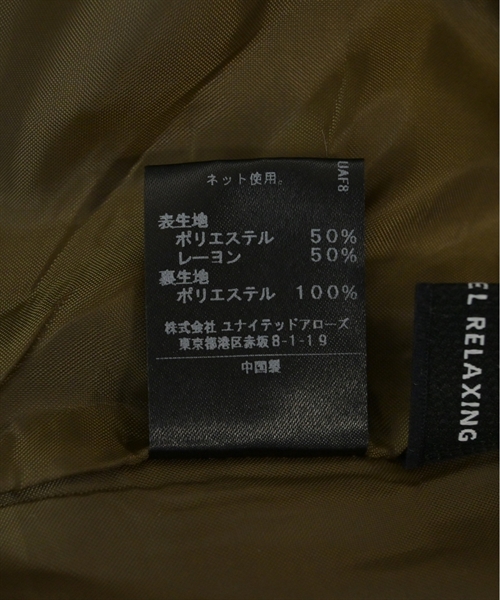 ネット使用。
UAF8
表生地
ポリエステル 50%
レーヨン 50%
裏生地
ポリエステル 100%
株式会社 ユナイテッドアローズ
東京都港区赤坂8-1-19
中国製
EL RELAXING